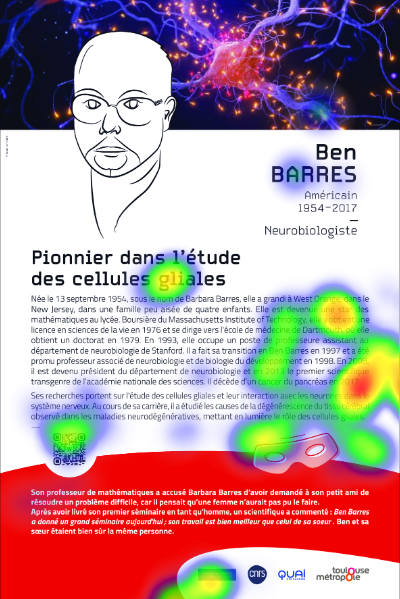 Ben
BARRES
Américain
1954-2017
Neurobiologiste
Pionnier dans l'étude
des cellules gliales
Née le 13 septembre 1954, sous le nom de Barbara Barres, elle a grandi à West Orange, dans le
New Jersey, dans une famille peu aisée de quatre enfants. Elle est devenue une star des
mathématiques au lycée. Boursière du Massachusetts Institute of Technology, elle obtient une
licence en sciences de la vie en 1976 et se dirige vers l'école de médecine de Dartmouth, où elle
obtient un doctorat en 1979. En 1993, elle occupe un poste de professeure assistant au
département de neurobiologie de Stanford. Il a fait sa transition en Ben Barres en 1997 et a été
promu professeur associé de neurobiologie et de biologie du développement en 1998. En
il est devenu président du département de neurobiologie et en 2013 le premier scientifique
transgenre de l'académie nationale des sciences. Il décède d'un cancer du pancréas en 2017.
Ses recherches portent sur l'étude des cellules gliales et leur interaction avec les neurones dans le
système nerveux. Au cours de sa carrière, il a étudié les causes de la dégénérescence du tissu cérébral
observé dans les maladies neurodégénératives, mettant en lumière le rôle des cellules gliales.
Son professeur de mathématiques a accusé Barbara Barres d'avoir demandé à son petit ami de
résoudre un problème difficile, car il pensait qu'une femme n'aurait pas pu le faire.
Après avoir livré son premier séminaire en tant qu'homme, un scientifique a commenté : Ben Barres
a donné un grand séminaire aujourd'hui ; son travail est bien meilleur que celui de sa soeur. Ben et sa
sœur étaient bien sûr la même personne.
cnrs
QUAI
toulouse
métropole